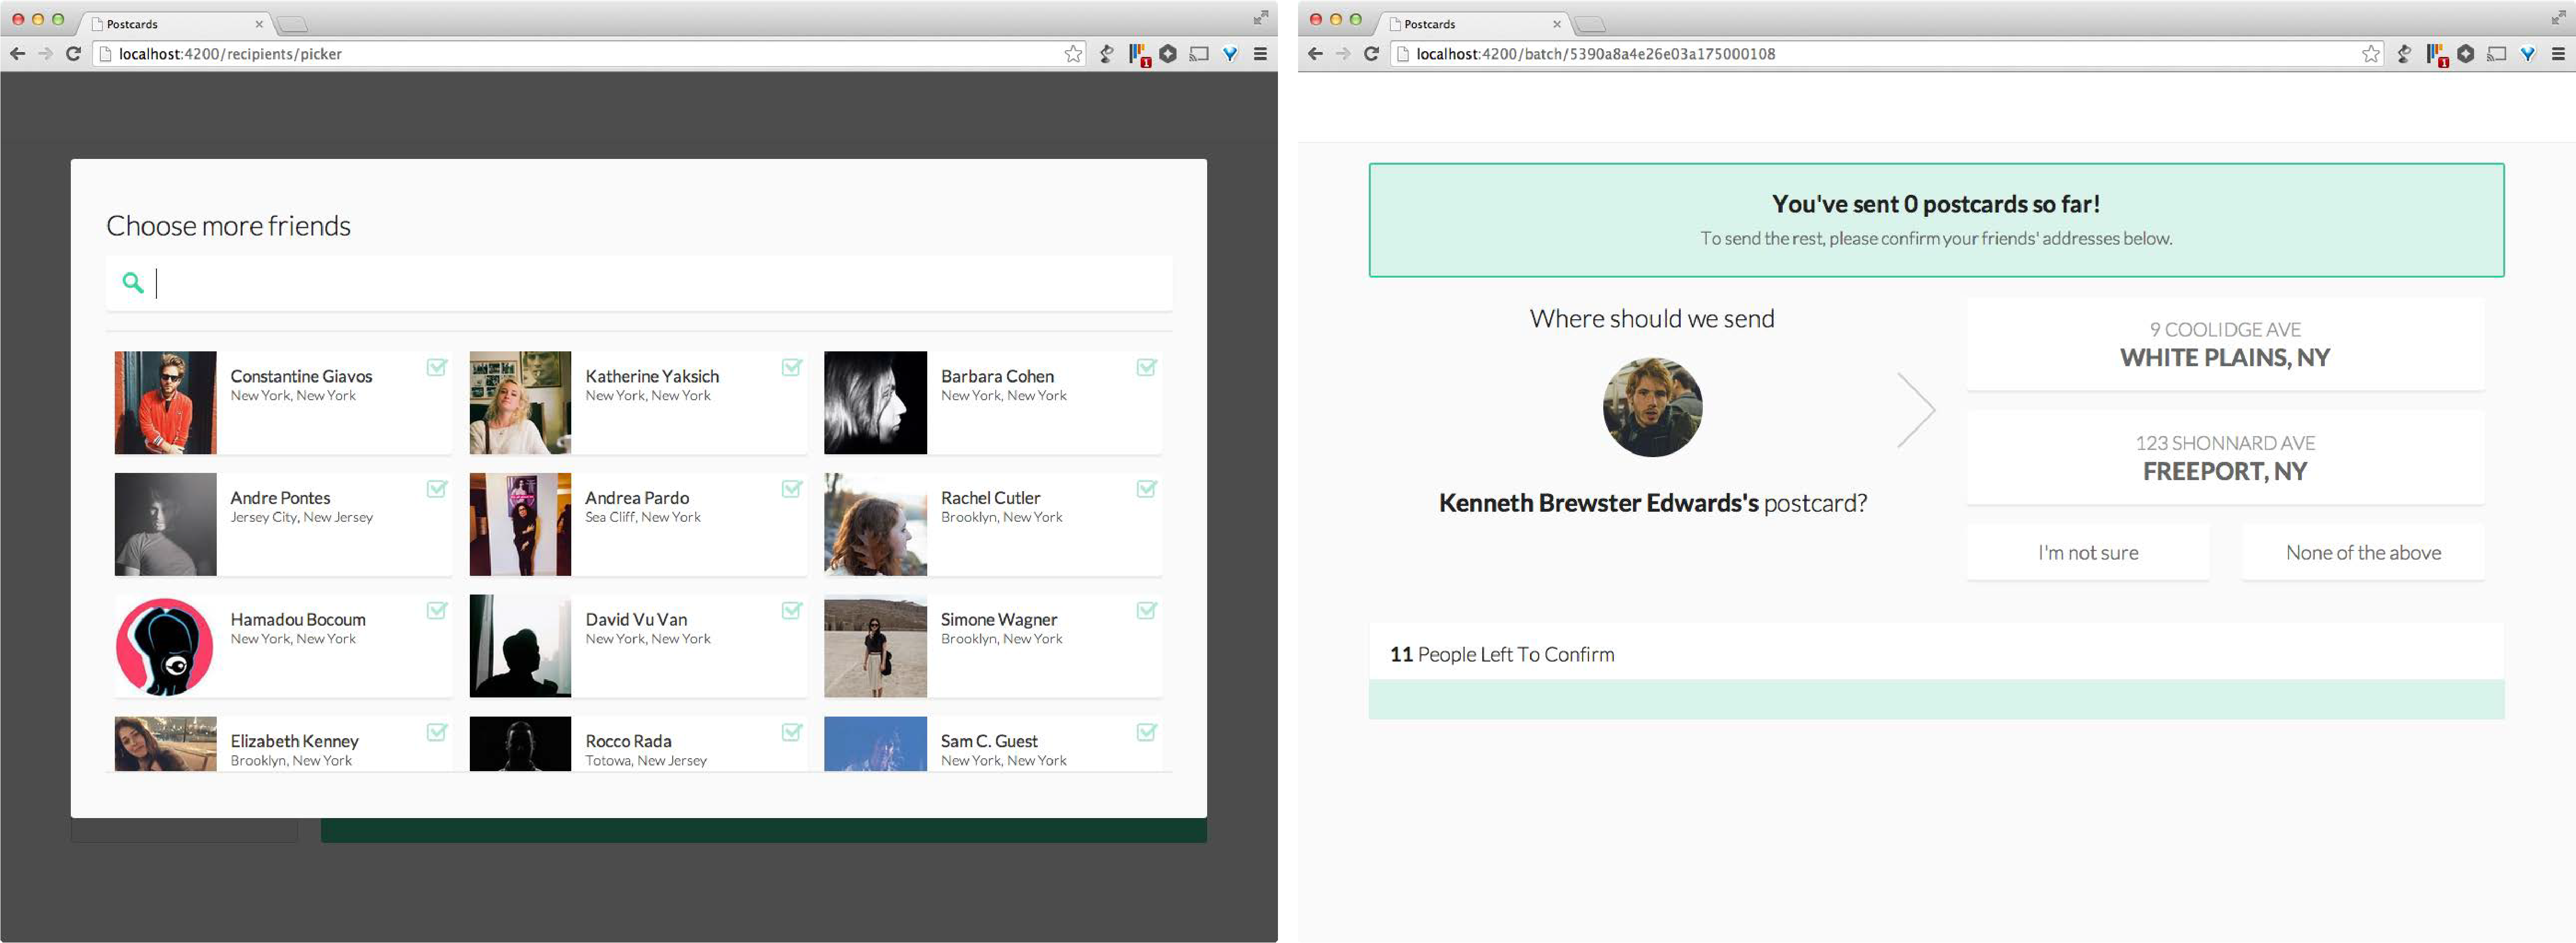 Postcards
localhost:4200/recipients/picker
1
Choose more friends
Constantine Giavos
New York, New York
Katherine Yaksich
New York, New York
Barbara Cohen
New York, New York
Andre Pontes
Jersey City, New Jersey
Andrea Pardo
Sea Cliff, New York
Rachel Cutler
Brooklyn, New York
Hamadou Bocoum
New York, New York
David Vu Van
New York, New York
Simone Wagner
Brooklyn, New York
Elizabeth Kenney
Brooklyn, New York
Rocco Rada
Totowa, New Jersey
Sam C. Guest
New York, New York
Postcards
localhost:4200/batch/5390a8a4e26e03a175000108
1
You've sent 0 postcards so far!
To send the rest, please confirm your friends' addresses below.
Where should we send
Kenneth Brewster Edwards's postcard?
9 COOLIDGE AVE
WHITE PLAINS, NY
123 SHONNARD AVE
FREEPORT, NY
I'm not sure
None of the above
11 People Left To Confirm